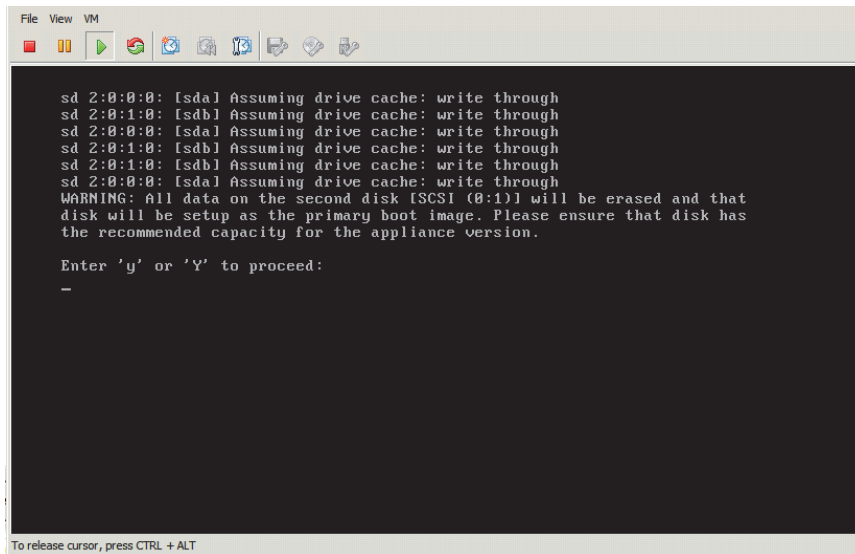 File View VM
sd 2:0:0:0: [sda] Assuming drive cache: write through
sd 2:0:1:0: [sdb] Assuming drive cache: write through
sd 2:0:0:0: [sda] Assuming drive cache: write through
sd 2:0:1:0: [sdb] Assuming drive cache: write through
sd 2:0:1:0: [sdb] Assuming drive cache: write through
sd 2:0:0:0: [sda] Assuming drive cache: write through
WARNING: All data on the second disk [SCSI (0:1)] will be erased and that
disk will be setup as the primary boot image. Please ensure that disk has
the recommended capacity for the appliance version.
Enter 'y' or 'Y' to proceed:
To release cursor, press CTRL + ALT